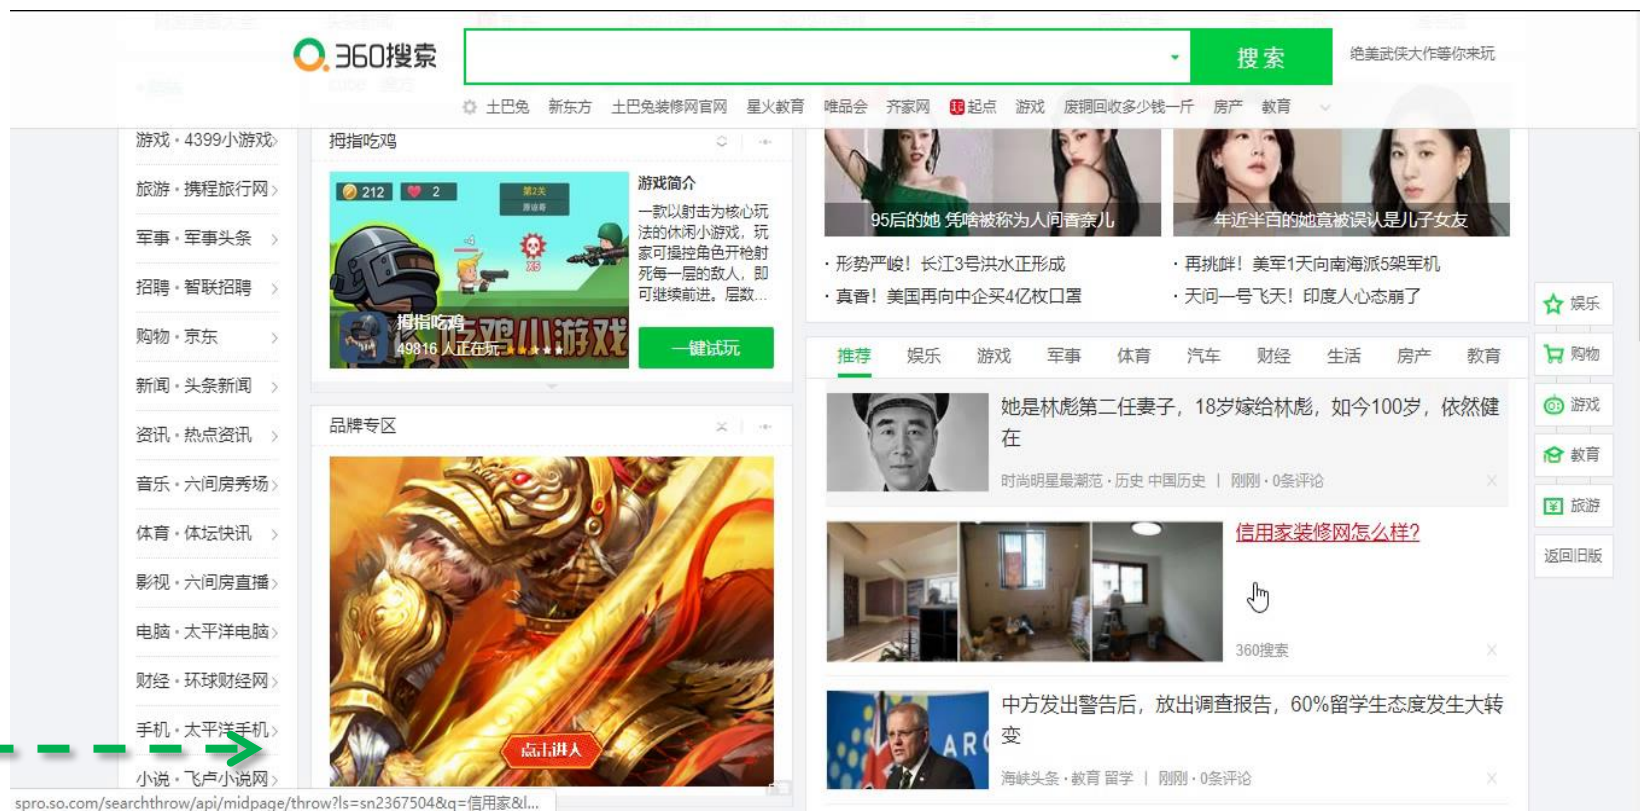 360搜索
搜索
绝美武侠大作等你来玩
土巴兔 新东方 土巴兔装修网官网 星火教育 唯品会 齐家网 起点 游戏 废铜回收多少钱一斤 房产 教育
游戏·4399小游戏
旅游·携程旅行网
军事·军事头条
招聘·智联招聘
购物·京东
新闻·头条新闻
资讯·热点资讯
音乐·六间房秀场
体育·体坛快讯
影视·六间房直播
电脑·太平洋电脑
财经·环球财经网
手机·太平洋手机
小说·飞卢小说网
拇指吃鸡
212
2
第2关
-4
X5
拇指吃鸡
吃鸡小游戏
49816 人正在玩
游戏简介
一款以射击为核心玩
法的休闲小游戏，玩
家可操控角色开枪射
死每一层的敌人，即
可继续前进。层数...
一键试玩
品牌专区
点击进入
95后的她 凭啥被称为人间香奈儿
年近半百的她竟被误认是儿子女友
·形势严峻！长江3号洪水正形成
·再挑衅！美军1天向南海派5架军机
·真香！美国再向中企买4亿枚口罩
·天问一号飞天！印度人心态崩了
推荐 娱乐 游戏 军事 体育 汽车 财经 生活 房产 教育
她是林彪第二任妻子，18岁嫁给林彪，如今100岁，依然健
在
时尚明星最潮范·历史 中国历史 | 刚刚·0条评论
信用家装修网怎么样?
360搜索
中方发出警告后，放出调查报告，60%留学生态度发生大转
变
海峡头条·教育 留学 | 刚刚·0条评论
ARG
娱乐
购物
游戏
教育
旅游
返回旧版
spro.so.com/searchthrow/api/midpage/throw?ls=sn2367504&q=信用家&l...